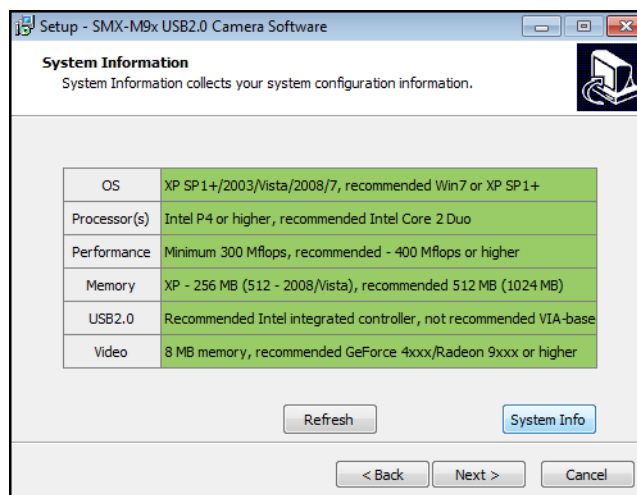 Setup - SMX-M9x USB2.0 Camera Software
System Information
System Information collects your system configuration information.
OS XP SP1+/2003/Vista/2008/7, recommended Win7 or XP SP1+
Processor(s) Intel P4 or higher, recommended Intel Core 2 Duo
Performance Minimum 300 Mflops, recommended - 400 Mflops or higher
Memory XP - 256 MB (512 - 2008/Vista), recommended 512 MB (1024 MB)
USB2.0 Recommended Intel integrated controller, not recommended VIA-base
Video 8 MB memory, recommended GeForce 4xxx/Radeon 9xxx or higher
Refresh System Info
< Back Next > Cancel